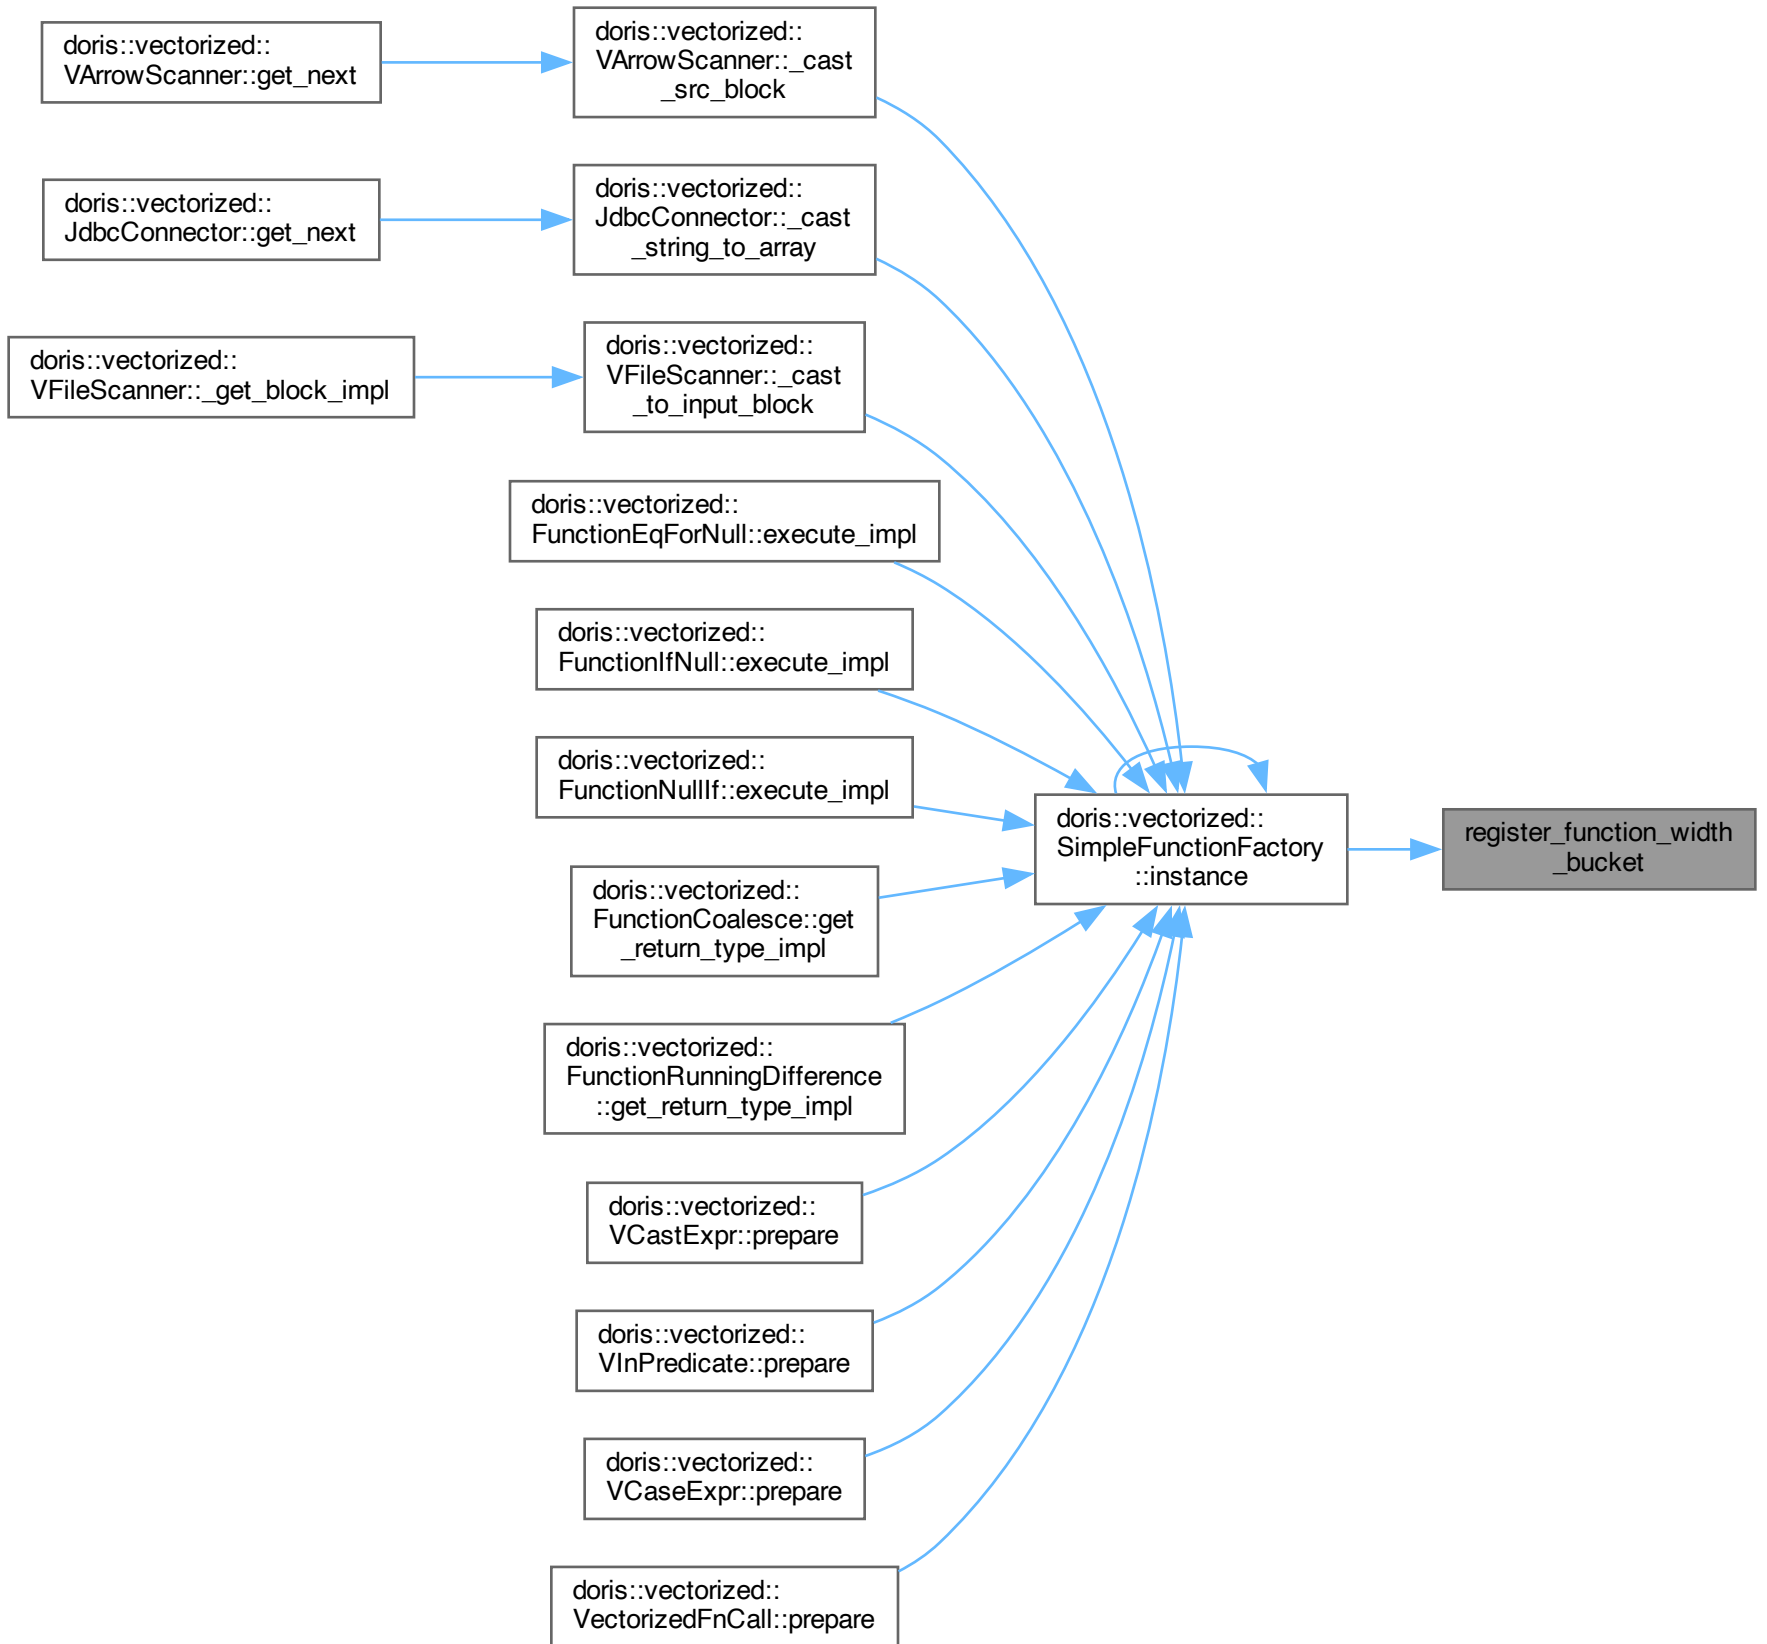 doris::vectorized::
VArrowScanner::get_next
doris::vectorized::
VArrowScanner::_cast
_src_block
doris::vectorized::
JdbcConnector::get_next
doris::vectorized::
JdbcConnector::_cast
_string_to_array
doris::vectorized::
VFileScanner::_get_block_impl
doris::vectorized::
VFileScanner::_cast
_to_input_block
doris::vectorized::
FunctionEqForNull::execute_impl
doris::vectorized::
FunctionIfNull::execute_impl
doris::vectorized::
FunctionNullIf::execute_impl
doris::vectorized::
SimpleFunctionFactory
::instance
register_function_width
_bucket
doris::vectorized::
FunctionCoalesce::get
_return_type_impl
doris::vectorized::
FunctionRunningDifference
::get_return_type_impl
doris::vectorized::
VCastExpr::prepare
doris::vectorized::
VInPredicate::prepare
doris::vectorized::
VCaseExpr::prepare
doris::vectorized::
VectorizedFnCall::prepare